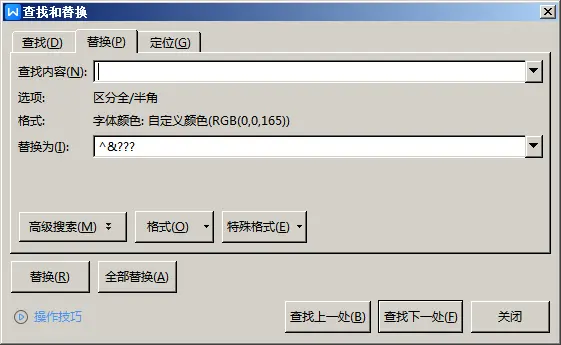 查找和替换
查找(D) 替换(P) 定位(G)
查找内容(N):
选项: 区分全/半角
格式: 字体颜色: 自定义颜色(RGB(0,0,165))
替换为(I): ^&???
高级搜索(M) 格式(O) 特殊格式(E)
替换(R) 全部替换(A)
操作技巧 查找上一处(B) 查找下一处(F) 关闭